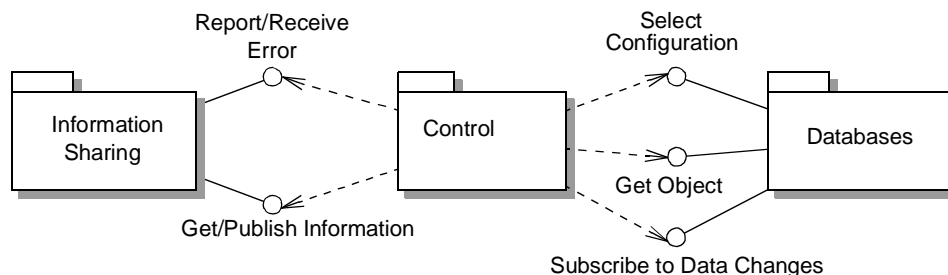 Report/Receive
Error
Select
Configuration
Information
Sharing
Control
Databases
Get Object
Get/Publish Information
Subscribe to Data Changes